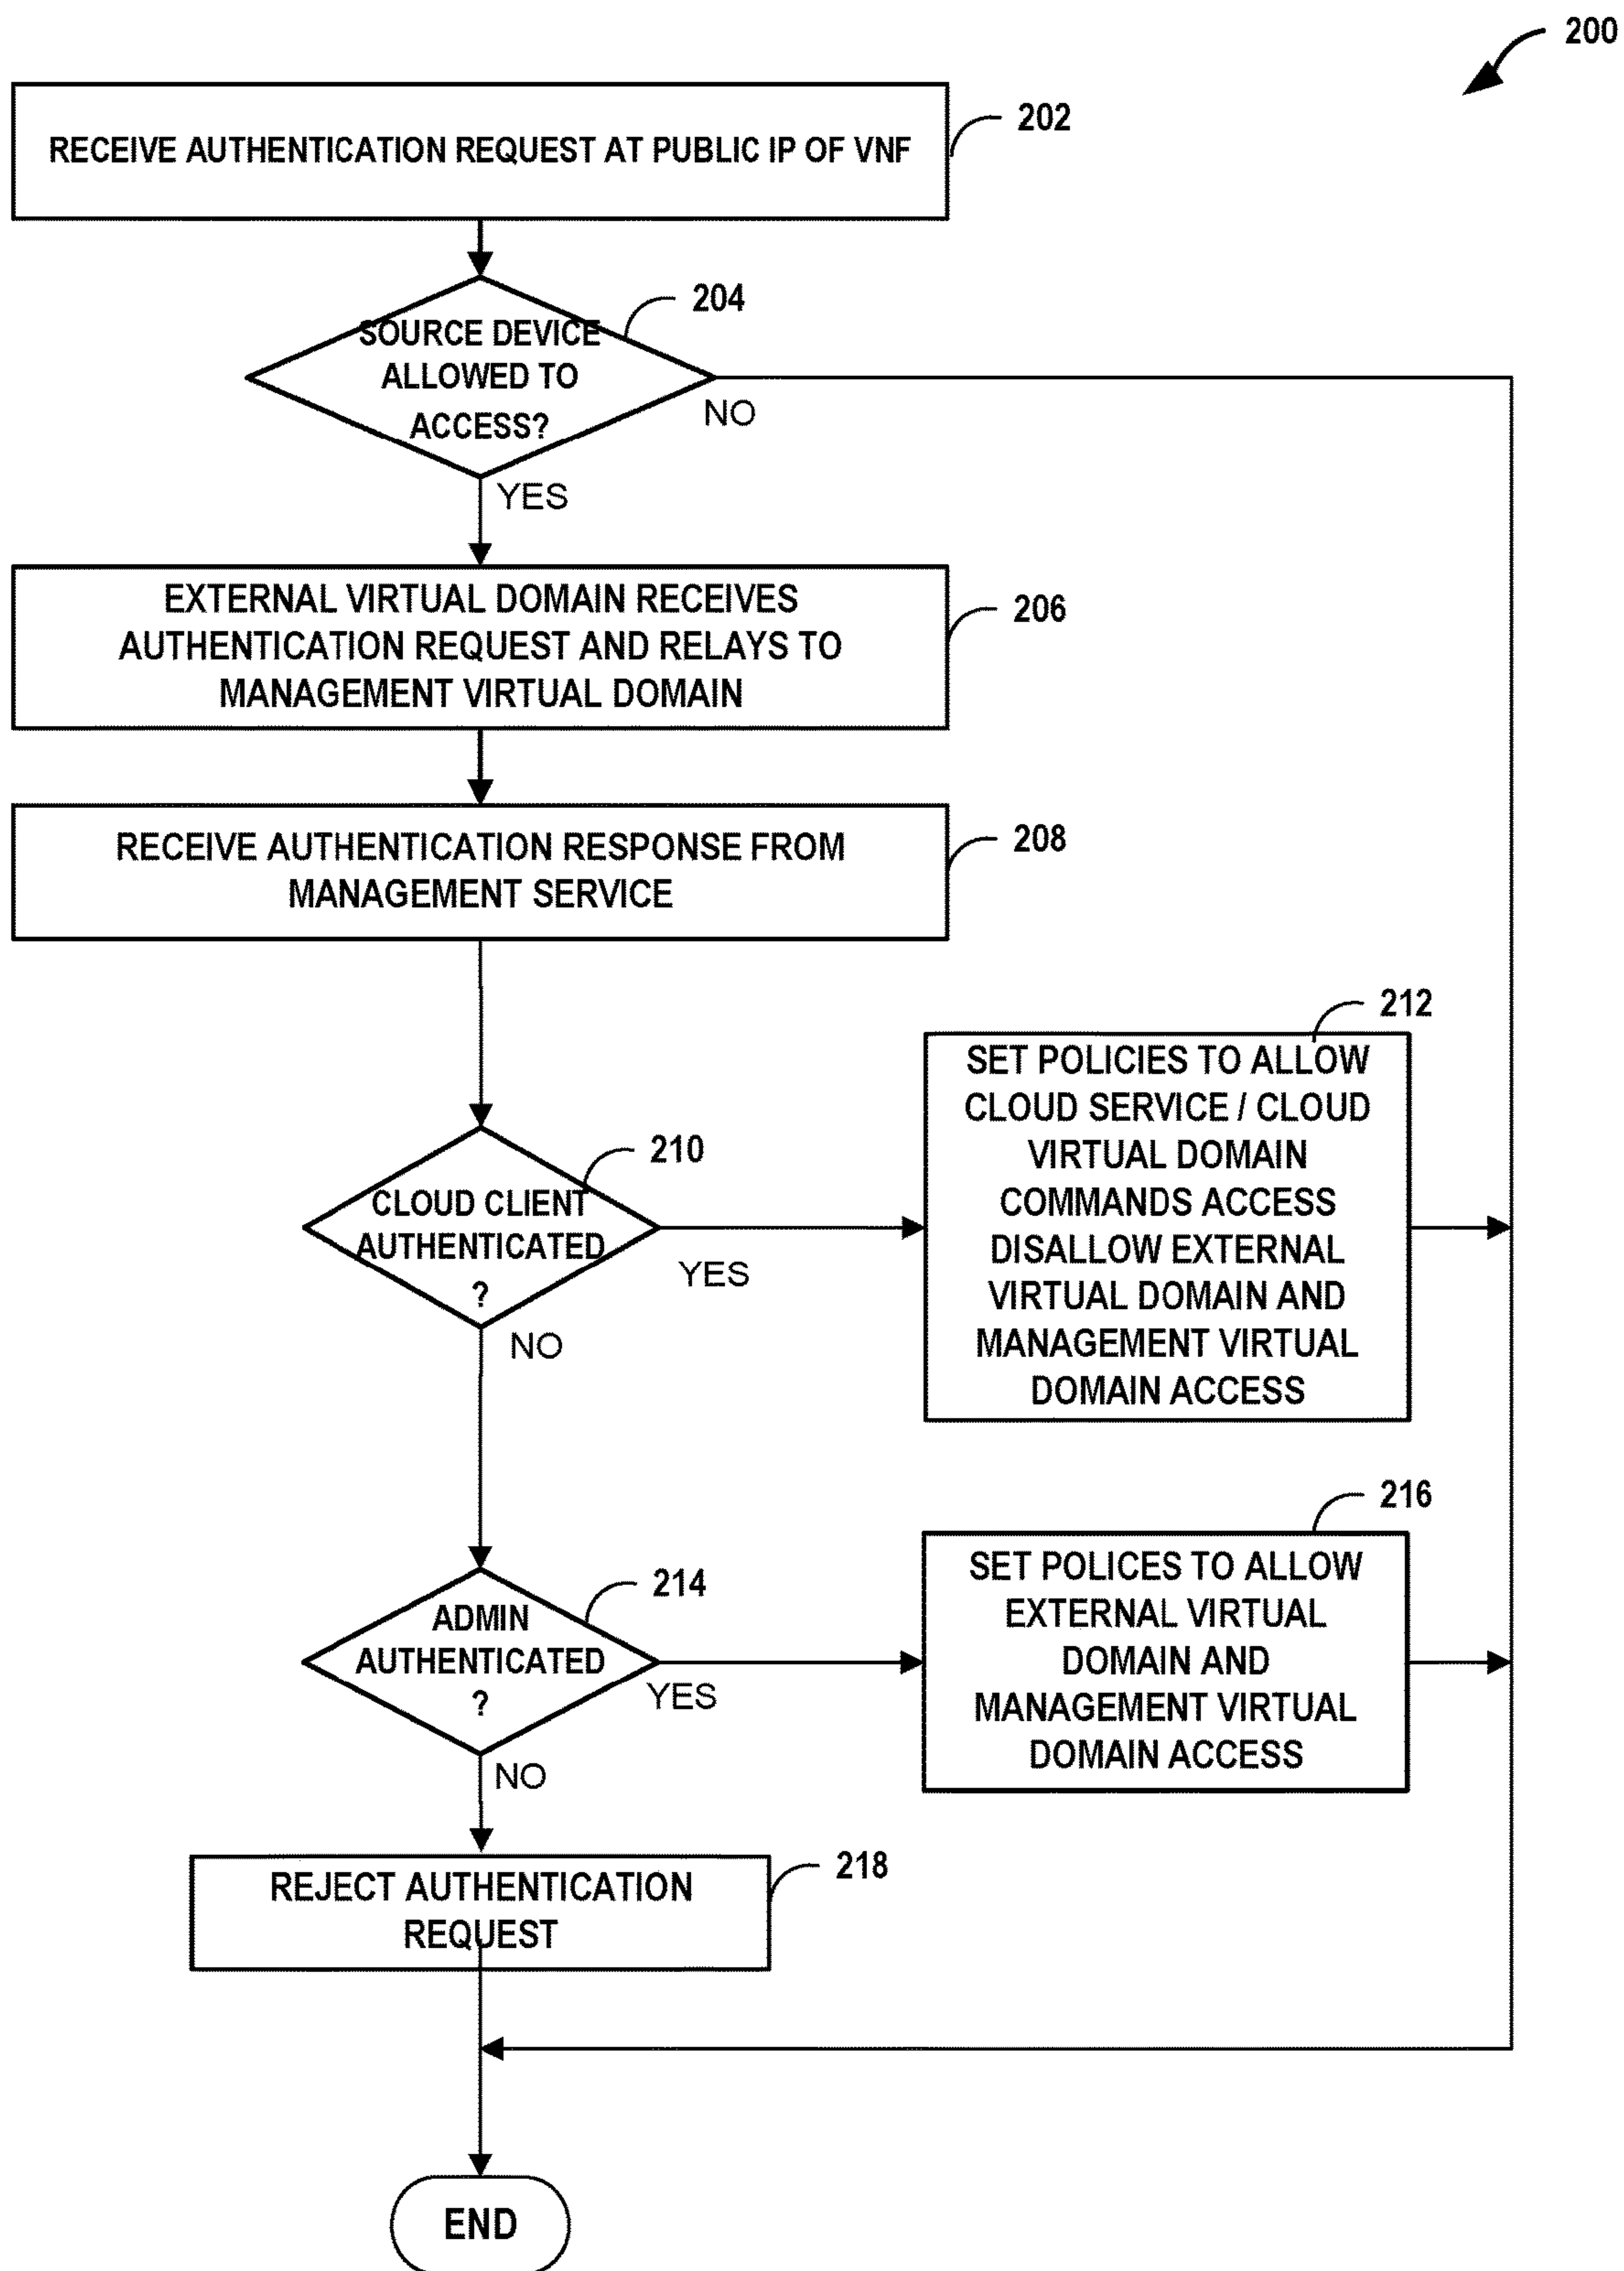 200
RECEIVE AUTHENTICATION REQUEST AT PUBLIC IP OF VNF
202
SOURCE DEVICE
ALLOWED TO
ACCESS?
204
NO
YES
EXTERNAL VIRTUAL DOMAIN RECEIVES
AUTHENTICATION REQUEST AND RELAYS TO
MANAGEMENT VIRTUAL DOMAIN
206
RECEIVE AUTHENTICATION RESPONSE FROM
MANAGEMENT SERVICE
208
CLOUD CLIENT
AUTHENTICATED
?
210
YES
NO
212
SET POLICIES TO ALLOW
CLOUD SERVICE / CLOUD
VIRTUAL DOMAIN
COMMANDS ACCESS
DISALLOW EXTERNAL
VIRTUAL DOMAIN AND
MANAGEMENT VIRTUAL
DOMAIN ACCESS
ADMIN
AUTHENTICATED
?
214
YES
NO
216
SET POLICES TO ALLOW
EXTERNAL VIRTUAL
DOMAIN AND
MANAGEMENT VIRTUAL
DOMAIN ACCESS
REJECT AUTHENTICATION
REQUEST
218
END